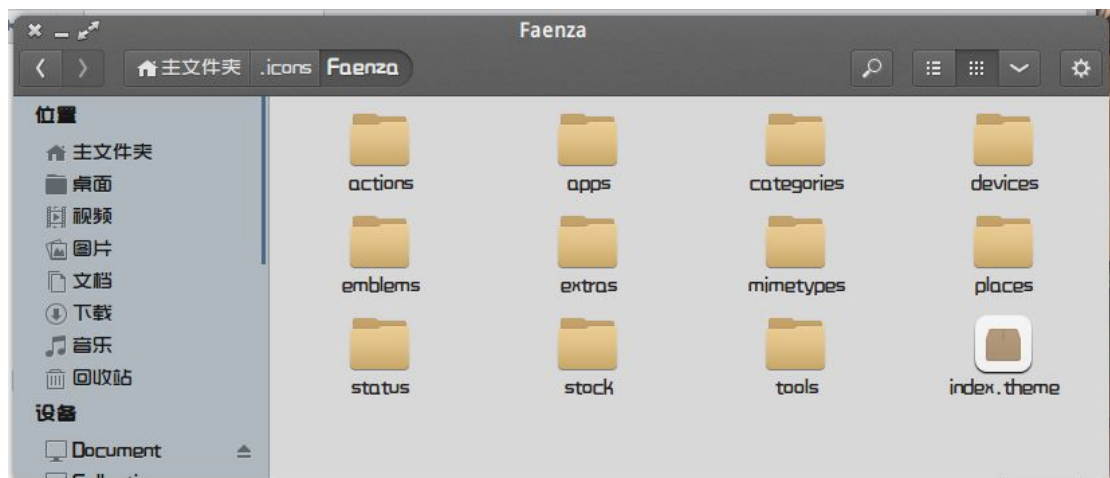 Faenza
主文件夹 .icons Faenza
位置
主文件夹
桌面
视频
图片
文档
下载
音乐
回收站
设备
Document
actions apps categories devices
emblems extras mimetypes places
status stock tools index.theme